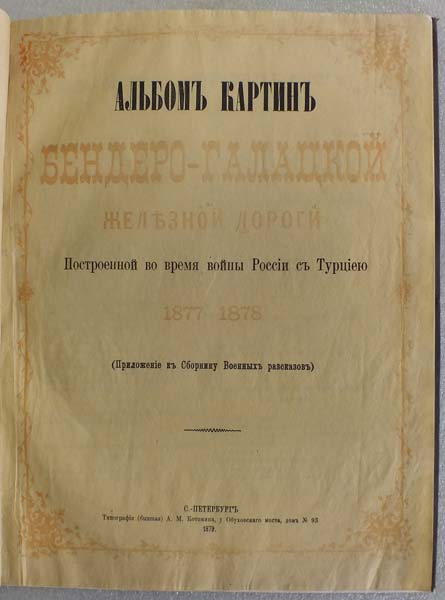 АЛЬБОМЪ КАРТИНЪ
БЕНДЕРО-ГАЛАЦКОЙ
ЖЕЛѢЗНОЙ ДОРОГИ
Построенной во время войны Россіи съ Турціею
1877-1878
(Приложеніе къ Сборнику Военныхъ разсказовъ)
С.-ПЕТЕРБУРГЪ
Типографія (бывшая) А. М. Котомина, у Обуховскаго моста, домъ № 93
1879.